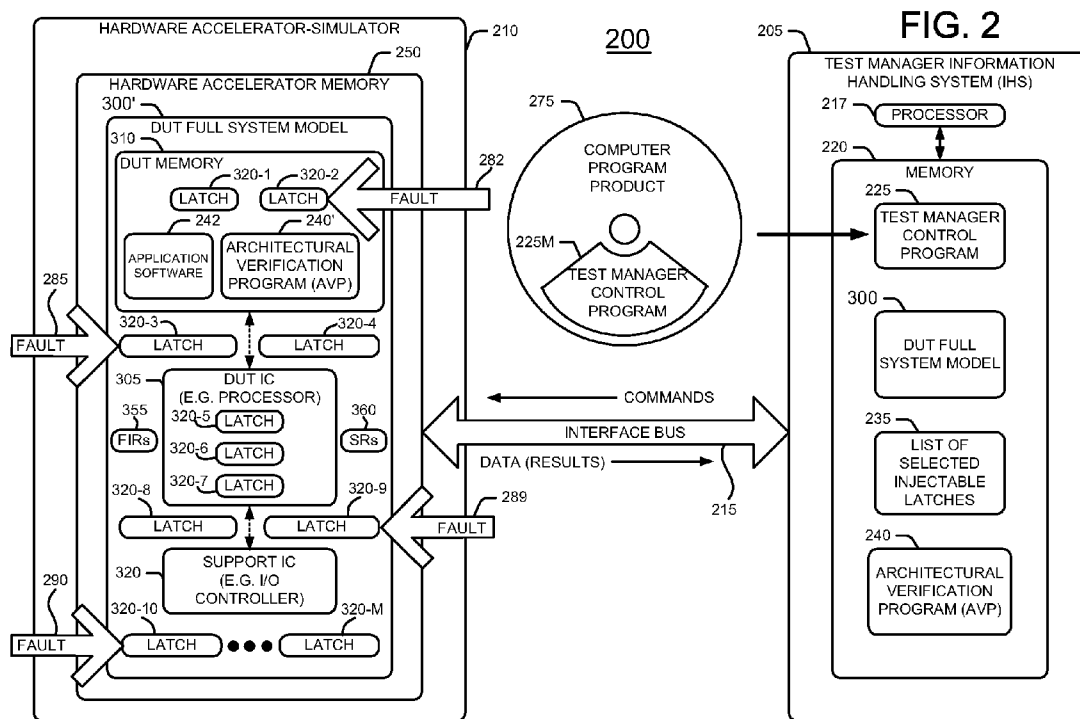 HARDWARE ACCELERATOR-SIMULATOR
210
HARDWARE ACCELERATOR MEMORY
250
300'
DUT FULL SYSTEM MODEL
310
DUT MEMORY
320-1
320-2
LATCH
LATCH
282
FAULT
242
240'
APPLICATION
SOFTWARE
ARCHITECTURAL
VERIFICATION
PROGRAM (AVP)
285
FAULT
320-3
320-4
LATCH
LATCH
305
DUT IC
(E.G. PROCESSOR)
355
FIRs
360
SRs
320-5
LATCH
320-6
LATCH
320-7
LATCH
320-8
320-9
LATCH
LATCH
289
FAULT
320
SUPPORT IC
(E.G. I/O
CONTROLLER)
290
FAULT
320-10
320-M
LATCH
LATCH
200
275
COMPUTER
PROGRAM
PRODUCT
225M
TEST MANAGER
CONTROL
PROGRAM
COMMANDS
INTERFACE BUS
DATA (RESULTS)
215
FIG. 2
205
TEST MANAGER INFORMATION
HANDLING SYSTEM (IHS)
217
PROCESSOR
220
MEMORY
225
TEST MANAGER
CONTROL
PROGRAM
300
DUT FULL
SYSTEM MODEL
235
LIST OF
SELECTED
INJECTABLE
LATCHES
240
ARCHITECTURAL
VERIFICATION
PROGRAM (AVP)